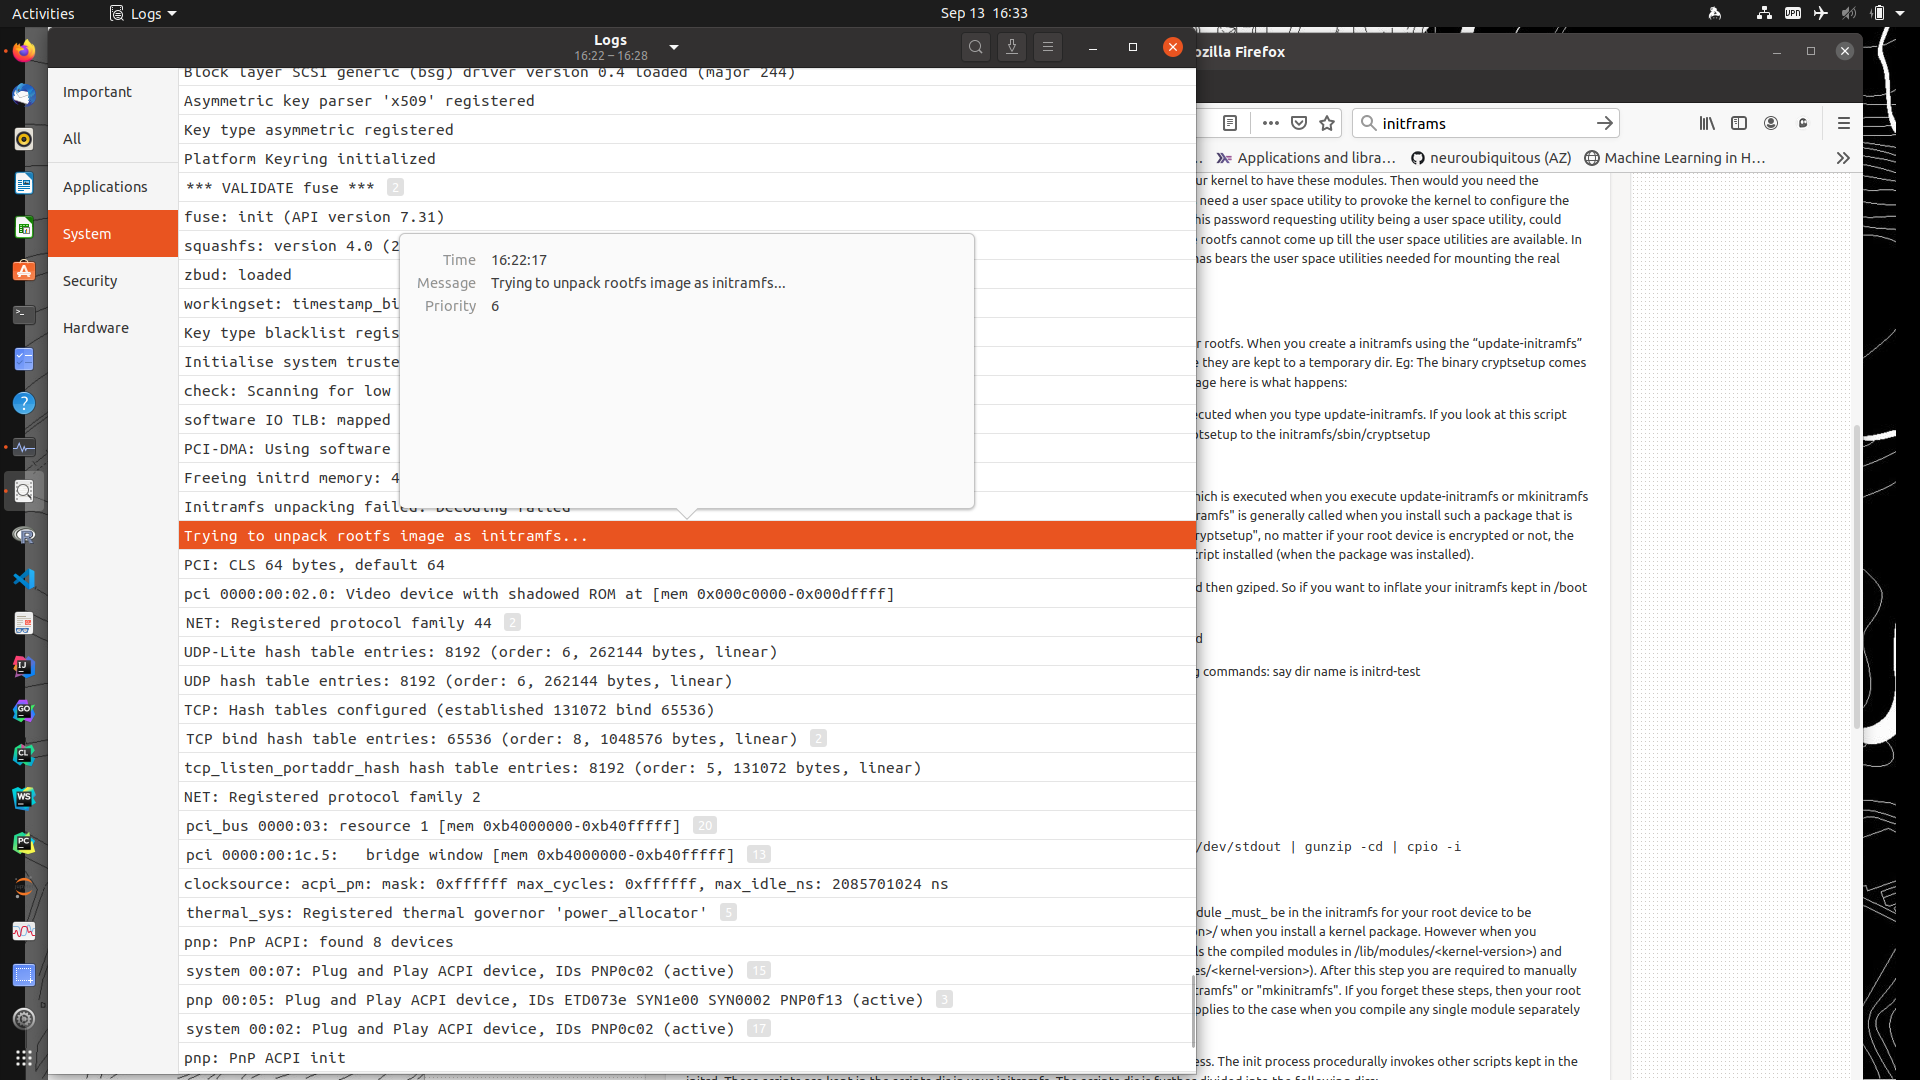 Activities
Logs
Sep 13 16:33
VPN
Logs
16:22 – 16:28
Important
All
Applications
System
Security
Hardware
Block layer SCSI generic (bsg) driver version 0.4 loaded (major 244)
Asymmetric key parser 'x509' registered
Key type asymmetric registered
Platform Keyring initialized
*** VALIDATE fuse *** 2
fuse: init (API version 7.31)
squashfs: version 4.0 (2
zbud: loaded
workingset: timestamp_bi
Key type blacklist regis
Initialise system truste
check: Scanning for low
software IO TLB: mapped
PCI-DMA: Using software
Freeing initrd memory: 4
Initramfs unpacking failed: Decoding failed
Time 16:22:17
Message Trying to unpack rootfs image as initramfs...
Priority 6
Trying to unpack rootfs image as initramfs...
PCI: CLS 64 bytes, default 64
pci 0000:00:02.0: Video device with shadowed ROM at [mem 0x000c0000-0x000dffff]
NET: Registered protocol family 44 2
UDP-Lite hash table entries: 8192 (order: 6, 262144 bytes, linear)
UDP hash table entries: 8192 (order: 6, 262144 bytes, linear)
TCP: Hash tables configured (established 131072 bind 65536)
TCP bind hash table entries: 65536 (order: 8, 1048576 bytes, linear) 2
tcp_listen_portaddr_hash hash table entries: 8192 (order: 5, 131072 bytes, linear)
NET: Registered protocol family 2
pci_bus 0000:03: resource 1 [mem 0xb4000000-0xb40fffff] 20
pci 0000:00:1c.5: bridge window [mem 0xb4000000-0xb40fffff] 13
clocksource: acpi_pm: mask: 0xffffff max_cycles: 0xffffff, max_idle_ns: 2085701024 ns
thermal_sys: Registered thermal governor 'power_allocator' 5
pnp: PnP ACPI: found 8 devices
system 00:07: Plug and Play ACPI device, IDs PNP0c02 (active) 15
pnp 00:05: Plug and Play ACPI device, IDs ETD073e SYN1e00 SYN0002 PNP0f13 (active) 3
system 00:02: Plug and Play ACPI device, IDs PNP0c02 (active) 17
pnp: PnP ACPI init
ozilla Firefox
initframs
Applications and libra…
neuroubiquitous (AZ)
Machine Learning in H…
ur kernel to have these modules. Then would you need the
need a user space utility to provoke the kernel to configure the
his password requesting utility being a user space utility, could
rootfs cannot come up till the user space utilities are available. In
has bears the user space utilities needed for mounting the real
r rootfs. When you create a initramfs using the “update-initramfs”
they are kept to a temporary dir. Eg: The binary cryptsetup comes
age here is what happens:
ecuted when you type update-initramfs. If you look at this script
ptsetup to the initramfs/sbin/cryptsetup
hich is executed when you execute update-initramfs or mkinitramfs
ramfs" is generally called when you install such a package that is
ryptsetup", no matter if your root device is encrypted or not, the
ript installed (when the package was installed).
d then gziped. So if you want to inflate your initramfs kept in /boot
d
g commands: say dir name is initrd-test
/dev/stdout | gunzip -cd | cpio -i
dule _must_ be in the initramfs for your root device to be
n>/ when you install a kernel package. However when you
ls the compiled modules in /lib/modules/<kernel-version>) and
es/<kernel-version>). After this step you are required to manually
tramfs" or "mkinitramfs". If you forget these steps, then your root
pplies to the case when you compile any single module separately
ess. The init process procedurally invokes other scripts kept in the